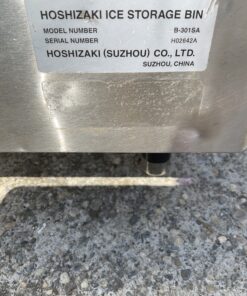 HOSHIZAKI ICE STORAGE BIN
MODEL NUMBER B-301SA
SERIAL NUMBER H02642A
HOSHIZAKI (SUZHOU) CO., LTD.
SUZHOU, CHINA